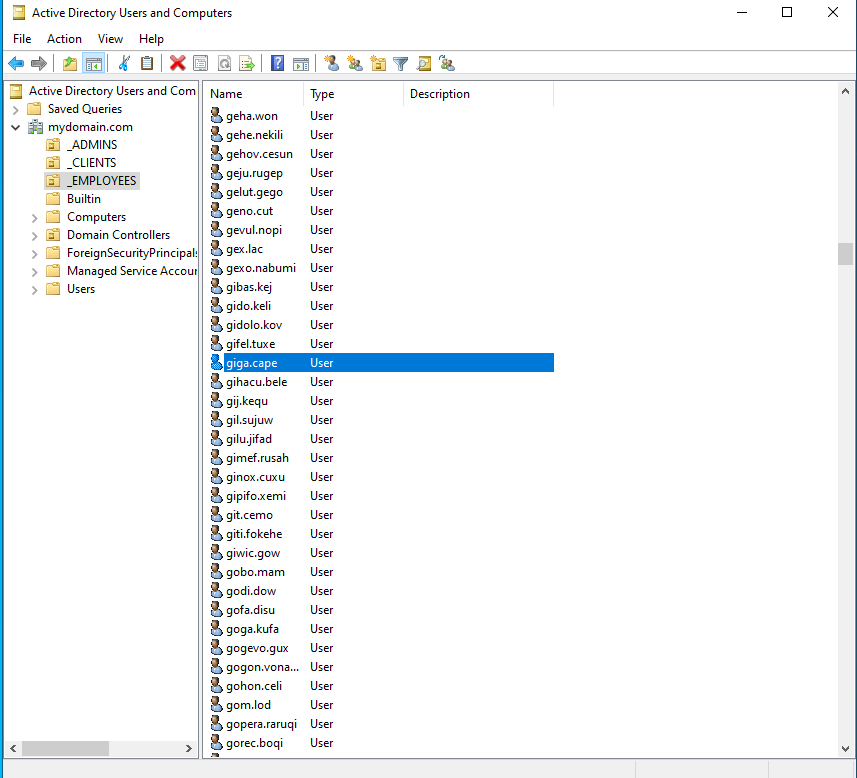 Active Directory Users and Computers
File Action View Help
Active Directory Users and Com
Saved Queries
mydomain.com
_ADMINS
_CLIENTS
_EMPLOYEES
Builtin
Computers
Domain Controllers
ForeignSecurityPrincipals
Managed Service Accour
Users
Name Type Description
geha.won User
gehe.nekili User
gehov.cesun User
geju.rugep User
gelut.gego User
geno.cut User
gevul.nopi User
gex.lac User
gexo.nabumi User
gibas.kej User
gido.keli User
gidolo.kov User
gifel.tuxe User
giga.cape User
gihacu.bele User
gij.kequ User
gil.sujuw User
gilu.jifad User
gimef.rusah User
ginox.cuxu User
gipifo.xemi User
git.cemo User
giti.fokehe User
giwic.gow User
gobo.mam User
godi.dow User
gofa.disu User
goga.kufa User
gogevo.gux User
gogon.vona... User
gohon.celi User
gom.lod User
gopera.raruqi User
gorec.boqi User